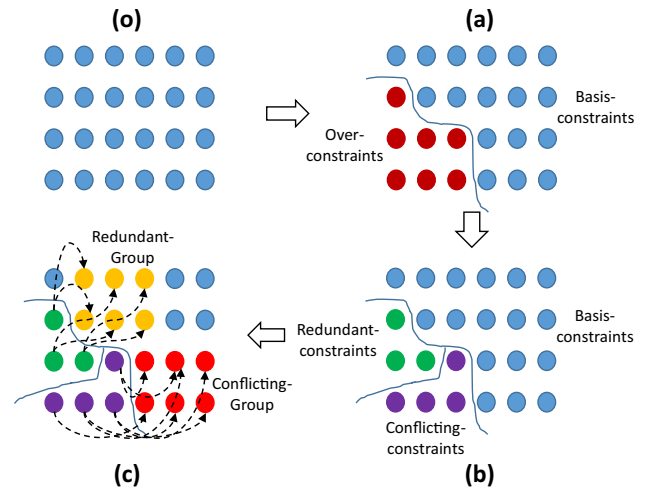 (o)
(a)
Basis-
constraints
Over-
constraints
Redundant-
Group
Redundant-
constraints
Basis-
constraints
Conflicting-
Group
Conflicting-
constraints
(c)
(b)